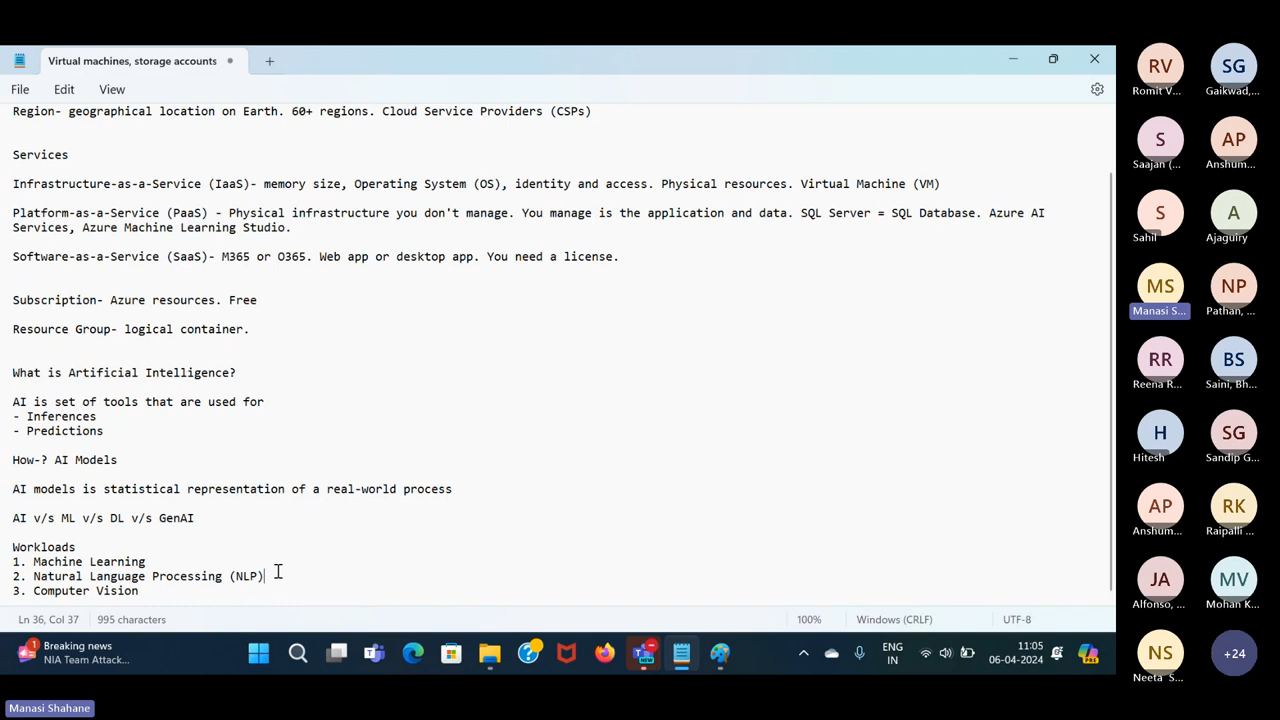 Virtual machines, storage accounts
File Edit View
Region- geographical location on Earth. 60+ regions. Cloud Service Providers (CSPs)
Services
Infrastructure-as-a-Service (IaaS)- memory size, Operating System (OS), identity and access. Physical resources. Virtual Machine (VM)
Platform-as-a-Service (PaaS) - Physical infrastructure you don't manage. You manage is the application and data. SQL Server = SQL Database. Azure AI
Services, Azure Machine Learning Studio.
Software-as-a-Service (SaaS)- M365 or O365. Web app or desktop app. You need a license.
Subscription- Azure resources. Free
Resource Group- logical container.
What is Artificial Intelligence?
AI is set of tools that are used for
- Inferences
- Predictions
How-? AI Models
AI models is statistical representation of a real-world process
AI v/s ML v/s DL v/s GenAI
Workloads
1. Machine Learning
2. Natural Language Processing (NLP)
3. Computer Vision
Ln 36, Col 37 995 characters 100% Windows (CRLF) UTF-8
1 Breaking news
NIA Team Attack...
NEW
ENG
IN
11:05
06-04-2024
PRE
Manasi Shahane
RV SG
Romit V... Gaikwad,...
S AP
Saajan (... Anshum...
S A
Sahil Ajaguiry
MS NP
Manasi S... Pathan, ...
RR BS
Reena R... Saini, Bh...
H SG
Hitesh Sandip G...
AP RK
Anshum... Raipalli ...
JA MV
Alfonso, ... Mohan K...
NS +24
Neeta S...